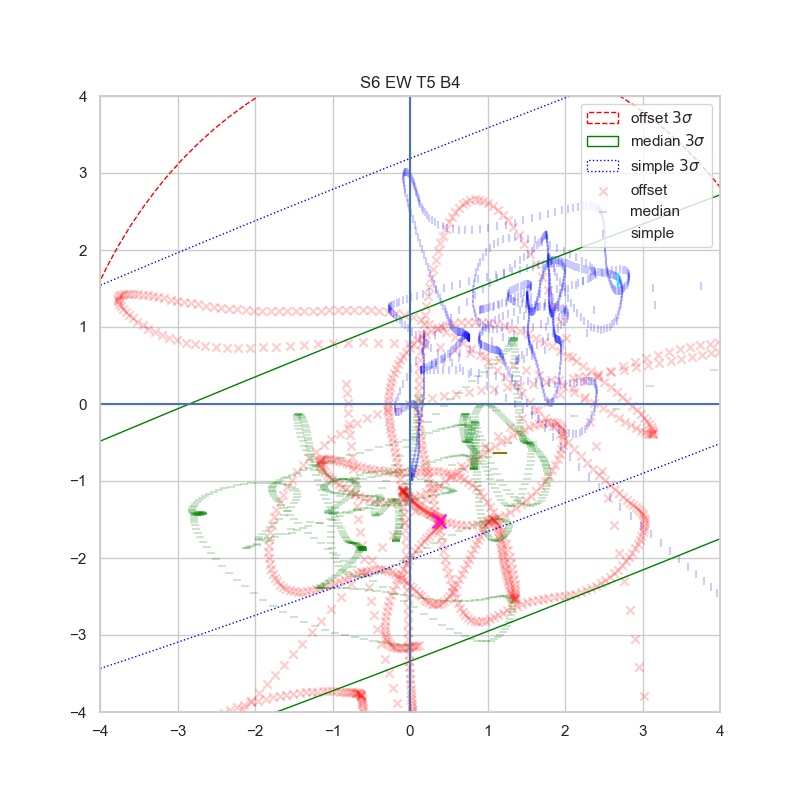 S6 EW T5 B4
4
3
2
1
0
−1
−2
−3
−4
−4
−3
−2
−1
0
1
2
3
4
offset 3σ
median 3σ
simple 3σ
offset
median
simple